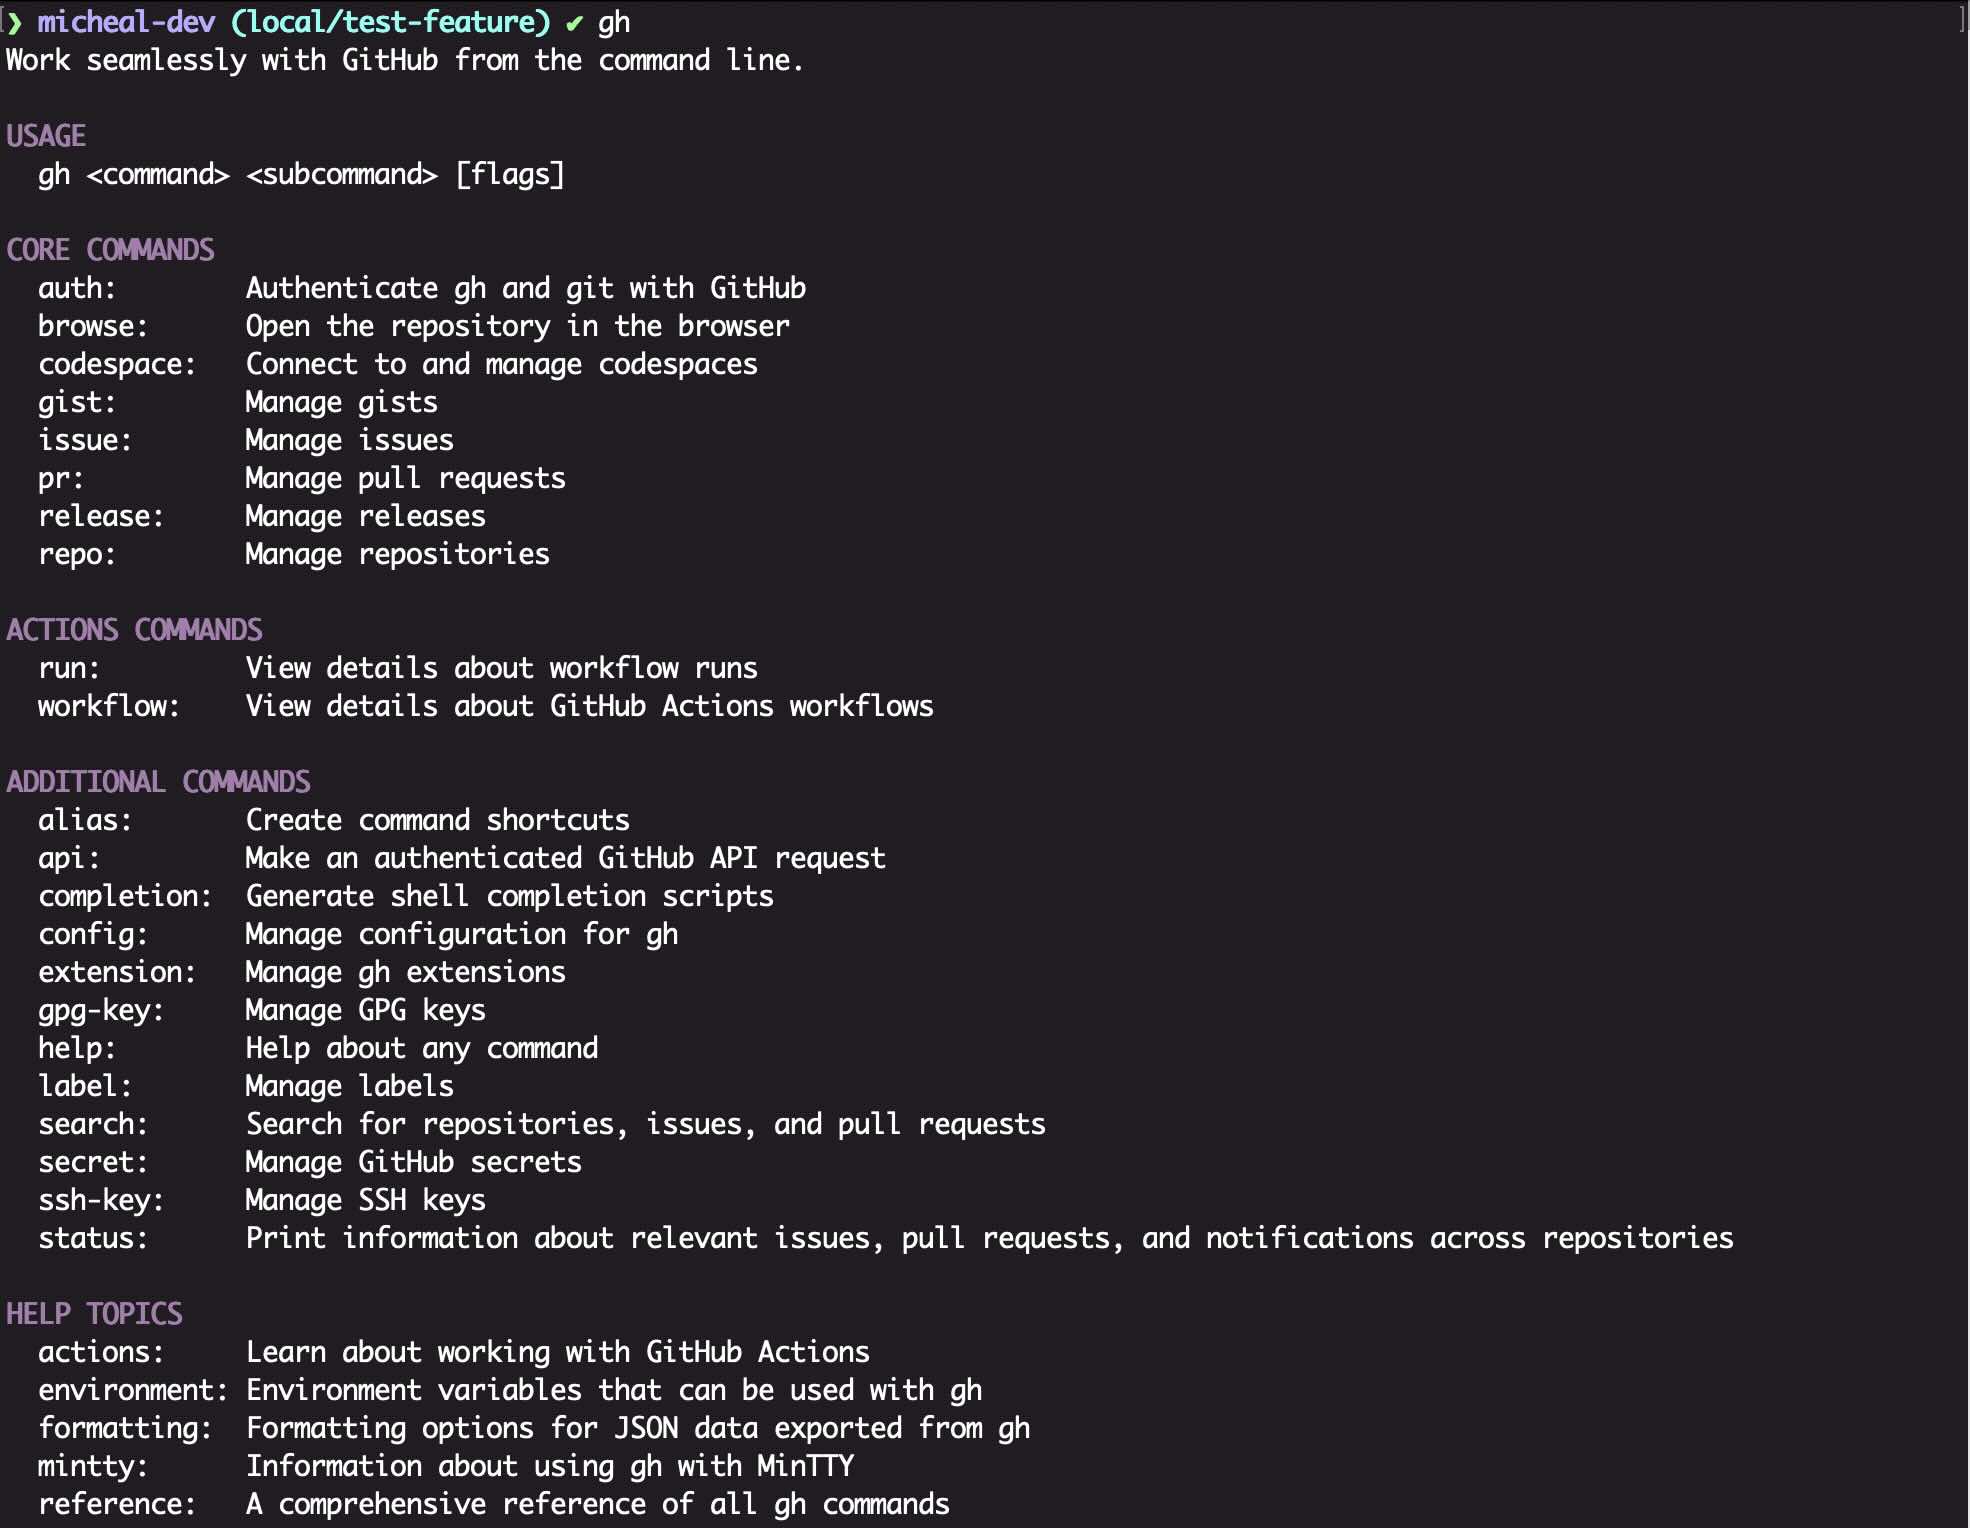 ❯ micheal-dev (local/test-feature) ✔ gh
Work seamlessly with GitHub from the command line.

USAGE
  gh <command> <subcommand> [flags]

CORE COMMANDS
  auth:        Authenticate gh and git with GitHub
  browse:      Open the repository in the browser
  codespace:   Connect to and manage codespaces
  gist:        Manage gists
  issue:       Manage issues
  pr:          Manage pull requests
  release:     Manage releases
  repo:        Manage repositories

ACTIONS COMMANDS
  run:         View details about workflow runs
  workflow:    View details about GitHub Actions workflows

ADDITIONAL COMMANDS
  alias:       Create command shortcuts
  api:         Make an authenticated GitHub API request
  completion:  Generate shell completion scripts
  config:      Manage configuration for gh
  extension:   Manage gh extensions
  gpg-key:     Manage GPG keys
  help:        Help about any command
  label:       Manage labels
  search:      Search for repositories, issues, and pull requests
  secret:      Manage GitHub secrets
  ssh-key:     Manage SSH keys
  status:      Print information about relevant issues, pull requests, and notifications across repositories

HELP TOPICS
  actions:     Learn about working with GitHub Actions
  environment: Environment variables that can be used with gh
  formatting:  Formatting options for JSON data exported from gh
  mintty:      Information about using gh with MinTTY
  reference:   A comprehensive reference of all gh commands